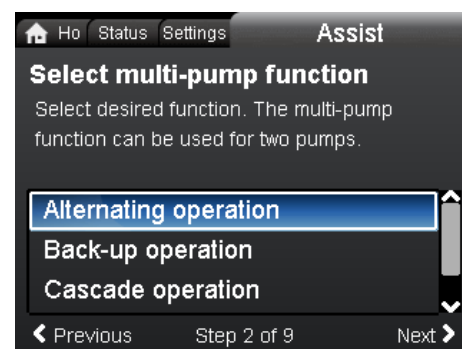 Ho Status Settings Assist
Select multi-pump function
Select desired function. The multi-pump
function can be used for two pumps.
Alternating operation
Back-up operation
Cascade operation
Previous Step 2 of 9 Next